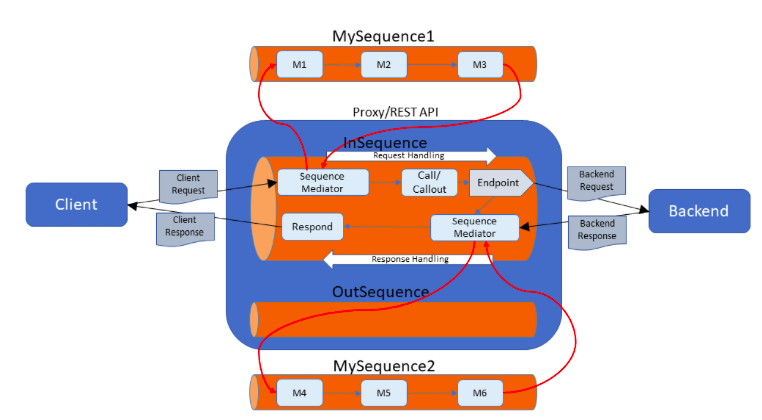 MySequence1
M1
M2
M3
Proxy/REST API
InSequence
Request Handling
Client
Request
Sequence
Mediator
Call/
Callout
Endpoint
Backend
Request
Client
Backend
Client
Response
Respond
Sequence
Mediator
Backend
Response
Response Handling
OutSequence
MySequence2
M4
M5
M6